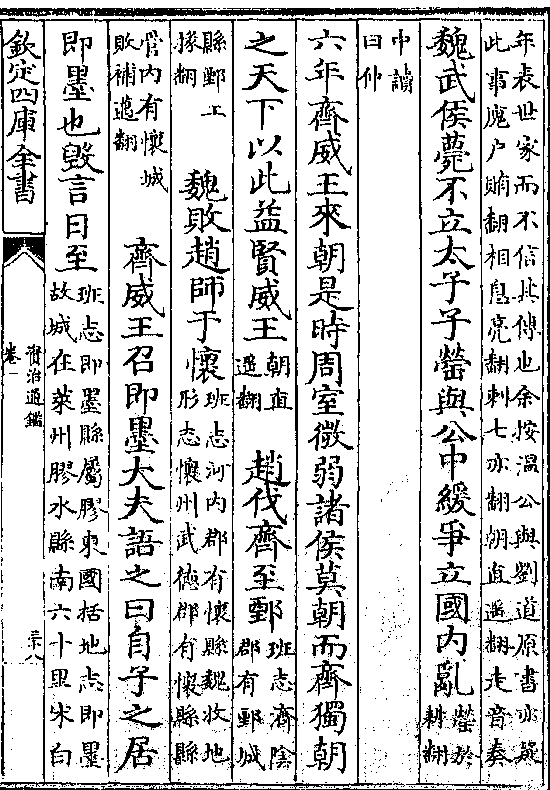 年表世家而不信其傳也余按溫公與劉道原書亦疑
此事廆户賄翻相息亮翻刺七亦翻朝直遥翻走音奏
魏武侯薨不立太子子罃與公中緩爭立國内亂罃於耕翻
中讀曰仲
六年齊威王來朝是時周室微弱諸侯莫朝而齊獨朝
之天下以此益賢威王朝直遥翻 趙伐齊至鄄班志濟陰郡有鄄城
縣鄄工掾翻 魏敗趙師于懷班志河内郡有懷縣魏收地形志懷州武德郡有懷縣縣
管内有懷城敗補邁翻 齊威王召即墨大夫語之曰自子之居
即墨也毁言日至班志即墨縣屬膠東國括地志即墨故城在萊州膠水縣南六十里宋白
欽定四庫全書
資治通鑑
卷一
三十八